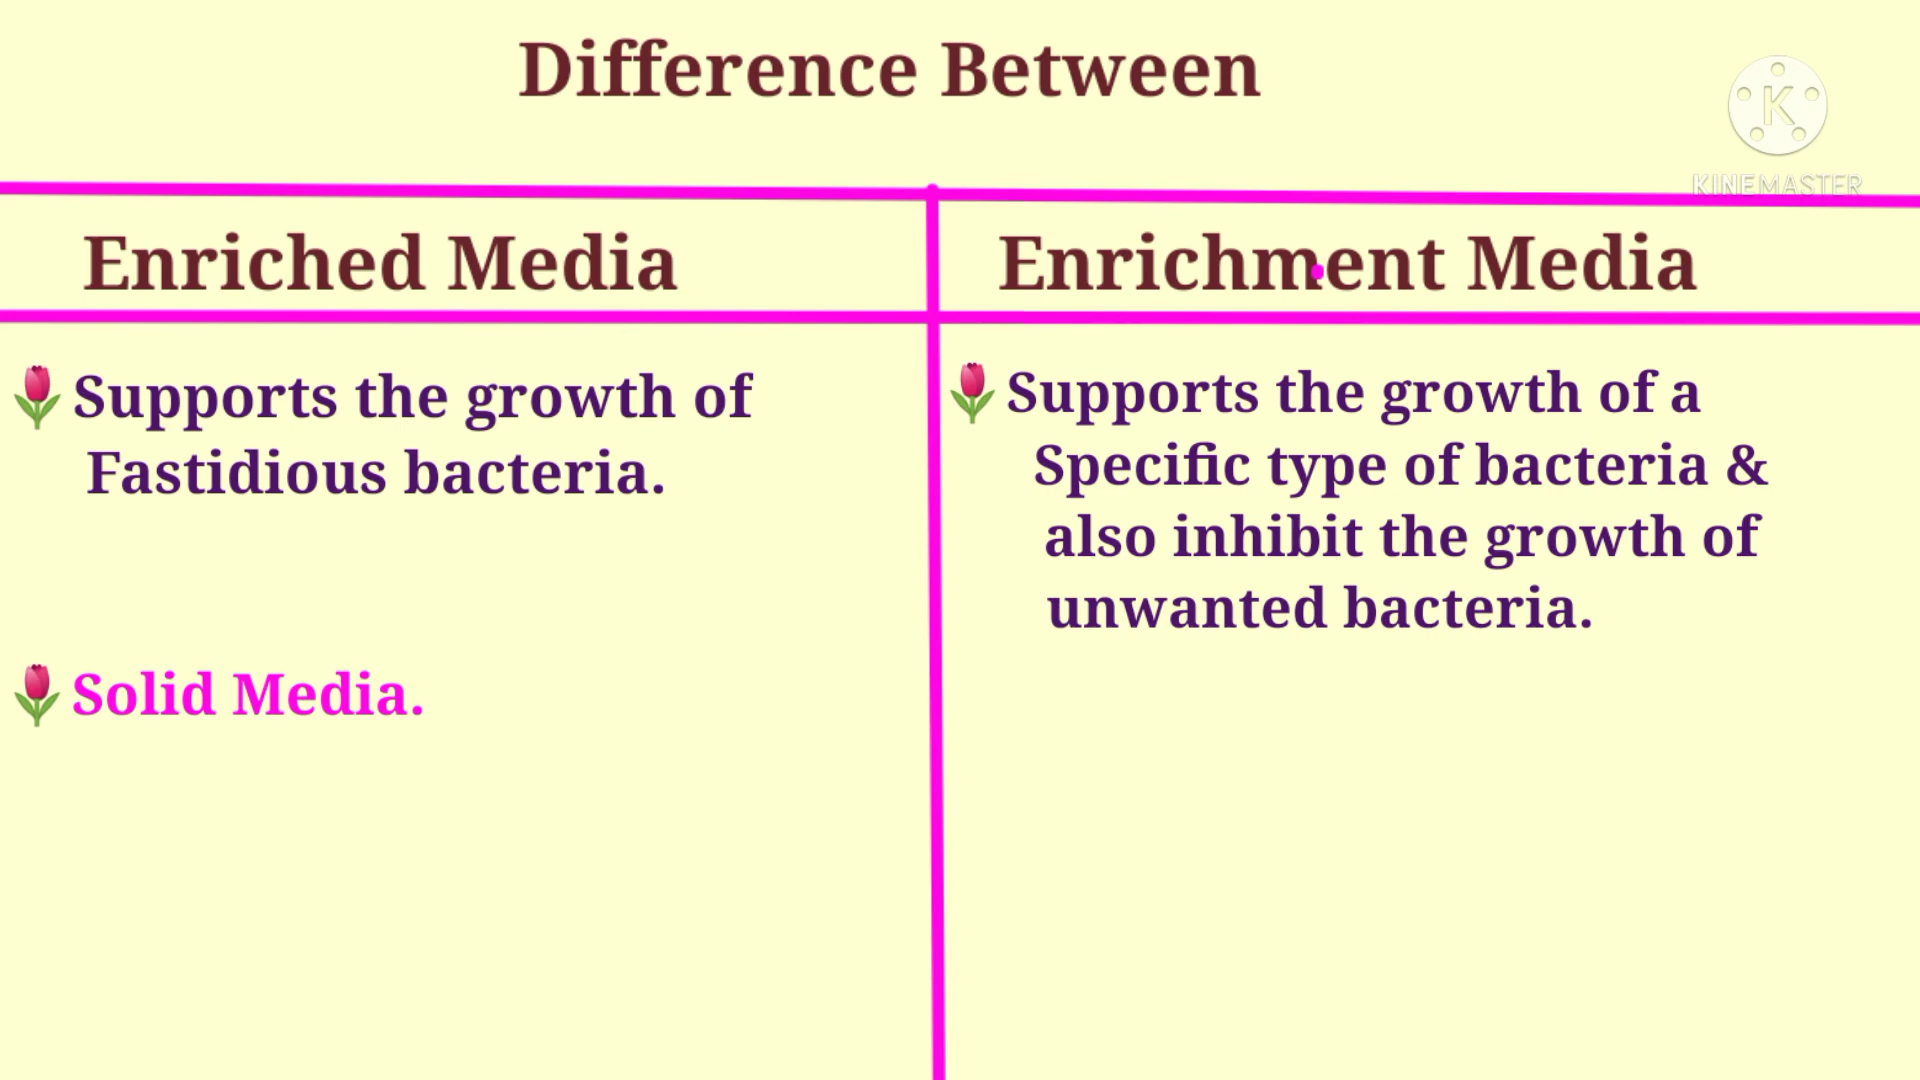 Difference Between
KINEMASTER
Enriched Media
Enrichment Media
🌷Supports the growth of
Fastidious bacteria.
🌷Solid Media.
🌷Supports the growth of a
Specific type of bacteria &
also inhibit the growth of
unwanted bacteria.